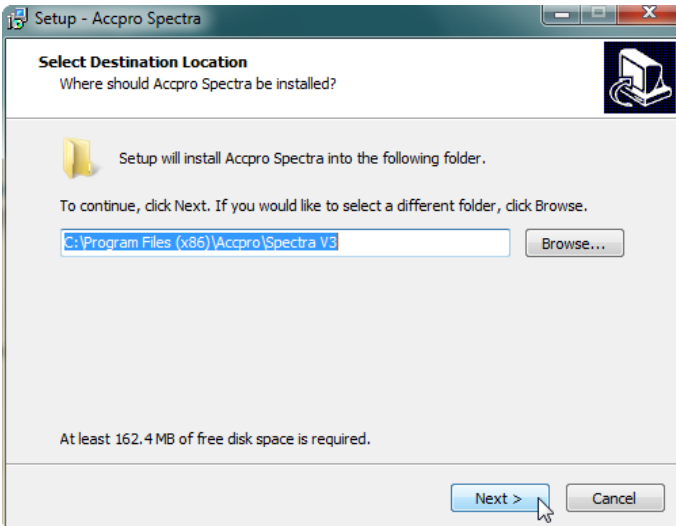 Setup - Accpro Spectra
Select Destination Location
Where should Accpro Spectra be installed?
Setup will install Accpro Spectra into the following folder.
To continue, click Next. If you would like to select a different folder, click Browse.
C:\Program Files (x86)\Accpro\Spectra V3
Browse...
At least 162.4 MB of free disk space is required.
Next >
Cancel